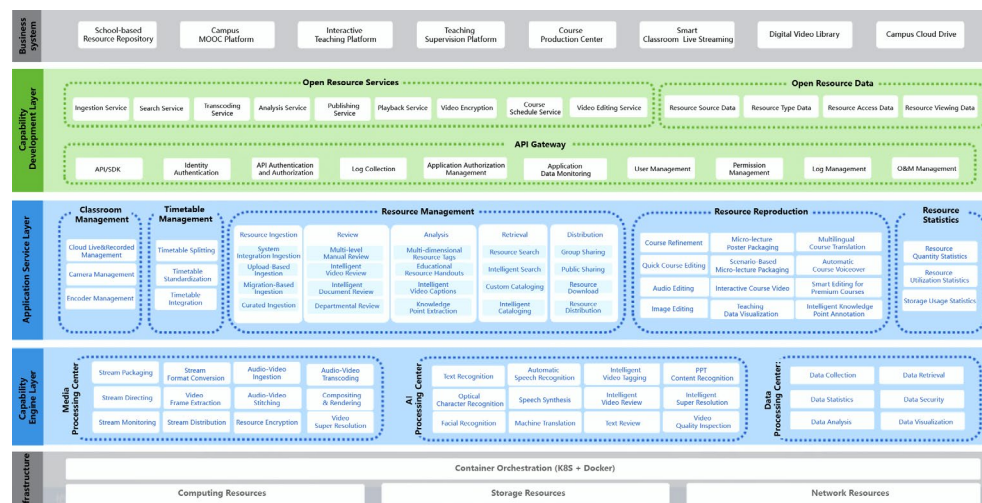 Business
system
School-based
Resource Repository
Campus
MOOC Platform
Interactive
Teaching Platform
Teaching
Supervision Platform
Course
Production Center
Smart
Classroom Live Streaming
Digital Video Library
Campus Cloud Drive
Capability
Development Layer
Open Resource Services
Ingestion Service
Search Service
Transcoding
Service
Analysis Service
Publishing
Service
Playback Service
Video Encryption
Course
Schedule Service
Video Editing Service
Open Resource Data
Resource Source Data
Resource Type Data
Resource Access Data
Resource Viewing Data
API Gateway
API/SDK
Identity
Authentication
API Authentication
and Authorization
Log Collection
Application Authorization
Management
Application
Data Monitoring
User Management
Permission
Management
Log Management
O&M Management
Application Service Layer
Classroom
Management
Cloud Live&Recorded
Management
Camera Management
Encoder Management
Timetable
Management
Timetable Splitting
Timetable
Standardization
Timetable
Integration
Resource Management
Resource Ingestion
System
Integration Ingestion
Upload-Based
Ingestion
Migration-Based
Ingestion
Curated Ingestion
Review
Multi-level
Manual Review
Intelligent
Video Review
Intelligent
Document Review
Departmental Review
Analysis
Multi-dimensional
Resource Tags
Educational
Resource Handouts
Intelligent
Video Captions
Knowledge
Point Extraction
Retrieval
Resource Search
Intelligent Search
Custom Cataloging
Intelligent
Cataloging
Distribution
Group Sharing
Public Sharing
Resource
Download
Resource
Distribution
Resource Reproduction
Course Refinement
Micro-lecture
Poster Packaging
Multilingual
Course Translation
Quick Course Editing
Scenario-Based
Micro-lecture Packaging
Automatic
Course Voiceover
Audio Editing
Interactive Course Video
Smart Editing for
Premium Courses
Image Editing
Teaching
Data Visualization
Intelligent Knowledge
Point Annotation
Resource
Statistics
Resource
Quantity Statistics
Resource
Utilization Statistics
Storage Usage Statistics
Capability
Engine Layer
Media
Processing Center
Stream Packaging
Stream
Format Conversion
Audio-Video
Ingestion
Audio-Video
Transcoding
Stream Directing
Video
Frame Extraction
Audio-Video
Stitching
Compositing
& Rendering
Stream Monitoring
Stream Distribution
Resource Encryption
Video
Super Resolution
AI
Processing Center
Text Recognition
Automatic
Speech Recognition
Intelligent
Video Tagging
PPT
Content Recognition
Optical
Character Recognition
Speech Synthesis
Intelligent
Video Review
Intelligent
Super Resolution
Facial Recognition
Machine Translation
Text Review
Video
Quality Inspection
Data
Processing Center
Data Collection
Data Retrieval
Data Statistics
Data Security
Data Analysis
Data Visualization
frastructure
Container Orchestration (K8S + Docker)
Computing Resources
Storage Resources
Network Resources